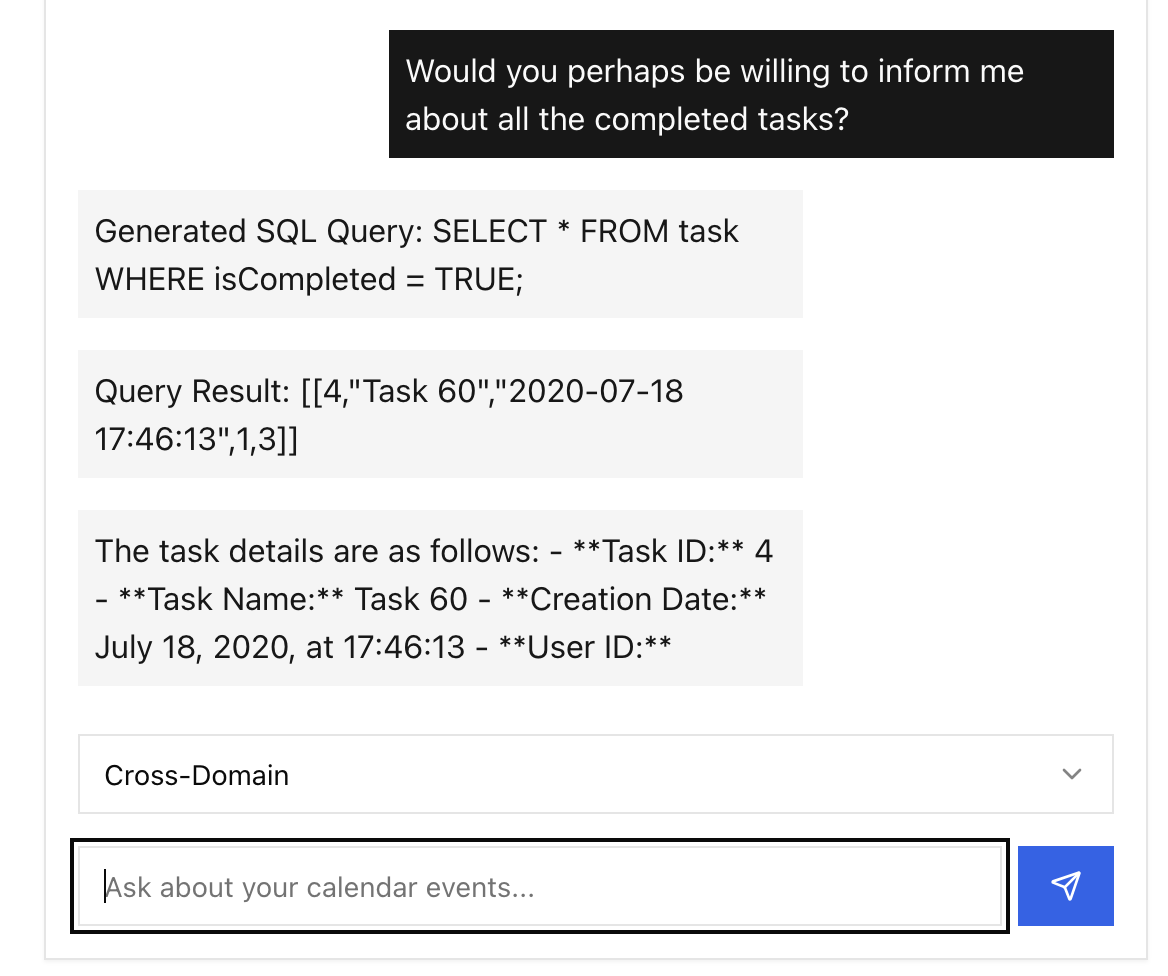 Would you perhaps be willing to inform me
about all the completed tasks?
Generated SQL Query: SELECT * FROM task
WHERE isCompleted = TRUE;
Query Result: [[4,"Task 60","2020-07-18
17:46:13",1,3]]
The task details are as follows: - **Task ID:** 4
- **Task Name:** Task 60 - **Creation Date:**
July 18, 2020, at 17:46:13 - **User ID:**
Cross-Domain
Ask about your calendar events...